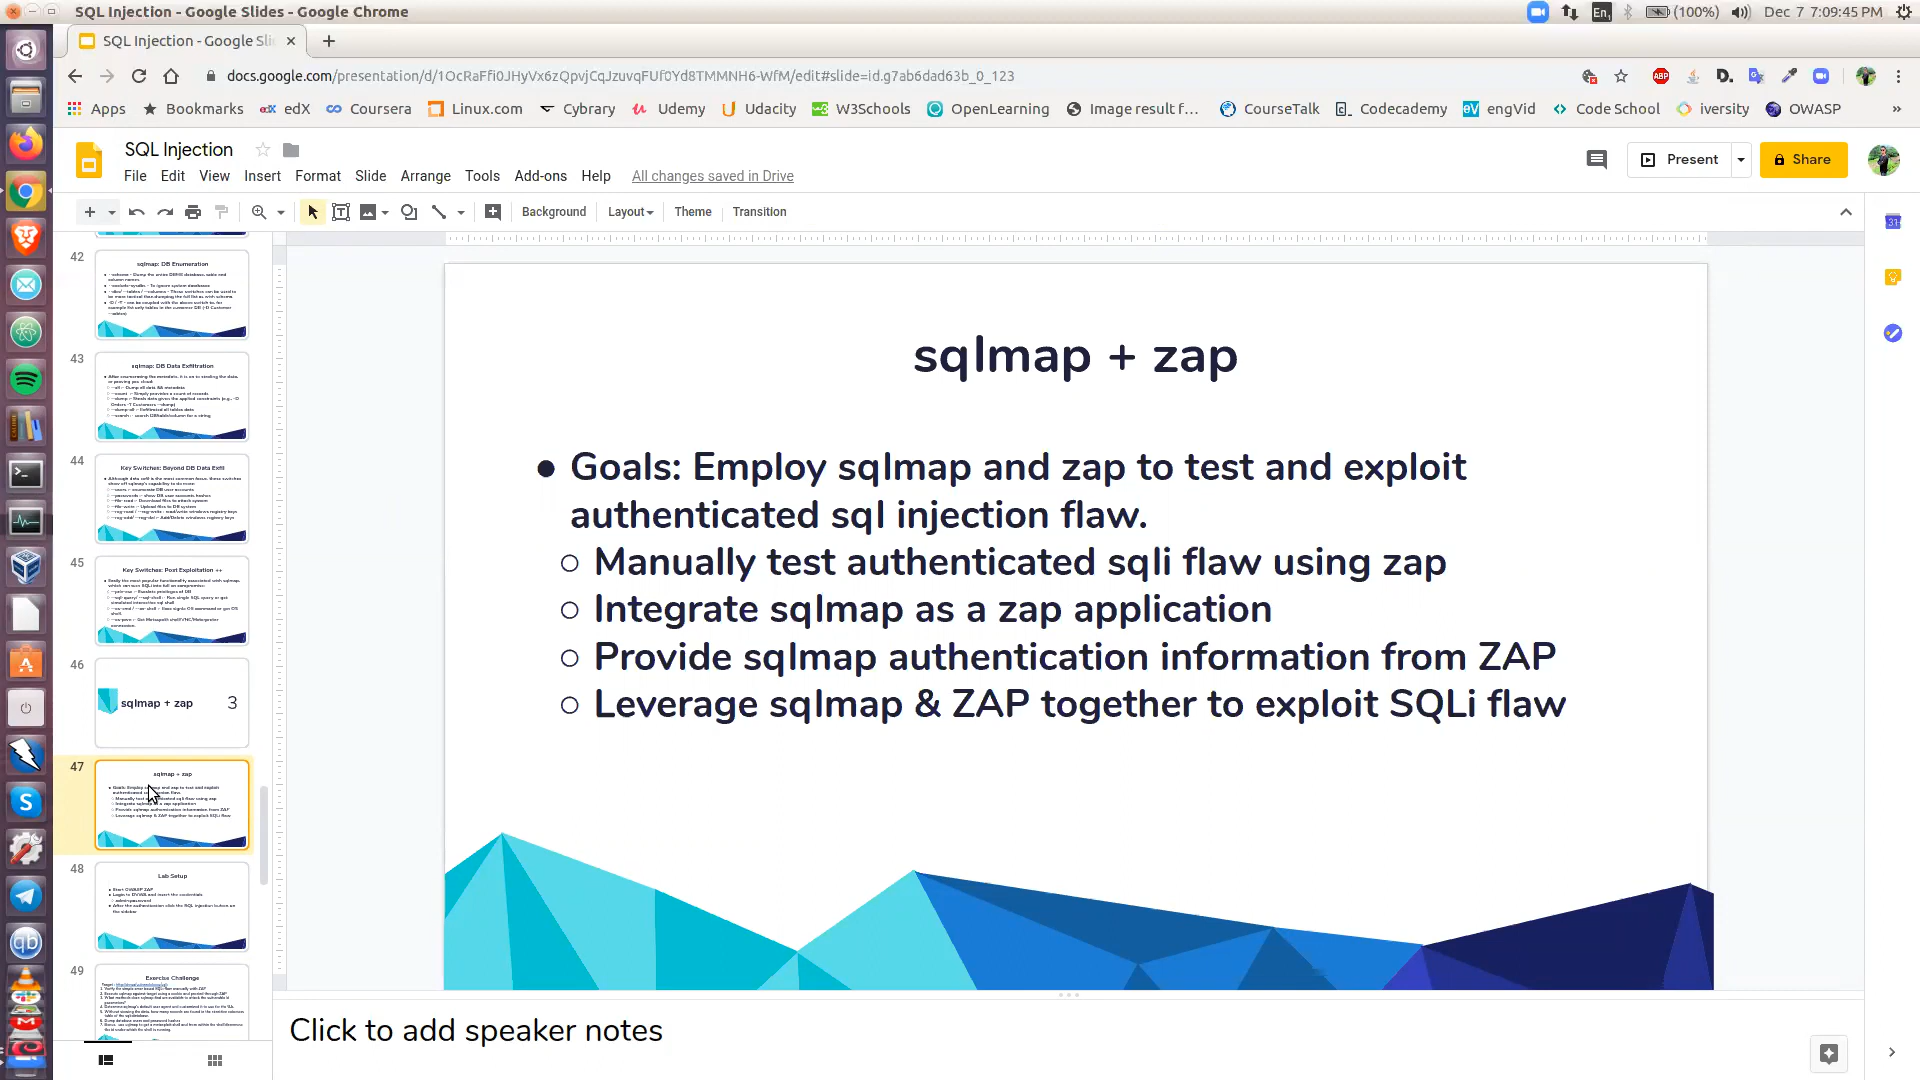 SQL Injection - Google Slides - Google Chrome
En1
(100%)
Dec 7 7:09:45 PM
SQL Injection - Google Sli
docs.google.com/presentation/d/1OcRaFfi0JHyVx6zQpvjCqJzuvqFUf0Yd8TMMNH6-WfM/edit#slide=id.g7ab6dad63b_0_123
Apps Bookmarks edX Coursera Linux.com Cybrary Udemy Udacity W3Schools OpenLearning Image result f... CourseTalk Codecademy engVid Code School iversity OWASP »
SQL Injection
File Edit View Insert Format Slide Arrange Tools Add-ons Help All changes saved in Drive
Present
Share
Background Layout Theme Transition
42
sqlmap: DB Enumeration
43
sqlmap: DB Data Exfiltration
44
Key Switches: Beyond DB Data Exfil
45
Key Switches: Post Exploitation ++
46
sqlmap + zap 3
47
sqlmap + zap
48
Lab Setup
Start OWASP ZAP
49
Exercise Challenge
sqlmap + zap
● Goals: Employ sqlmap and zap to test and exploit
authenticated sql injection flaw.
○ Manually test authenticated sqli flaw using zap
○ Integrate sqlmap as a zap application
○ Provide sqlmap authentication information from ZAP
○ Leverage sqlmap & ZAP together to exploit SQLi flaw
Click to add speaker notes